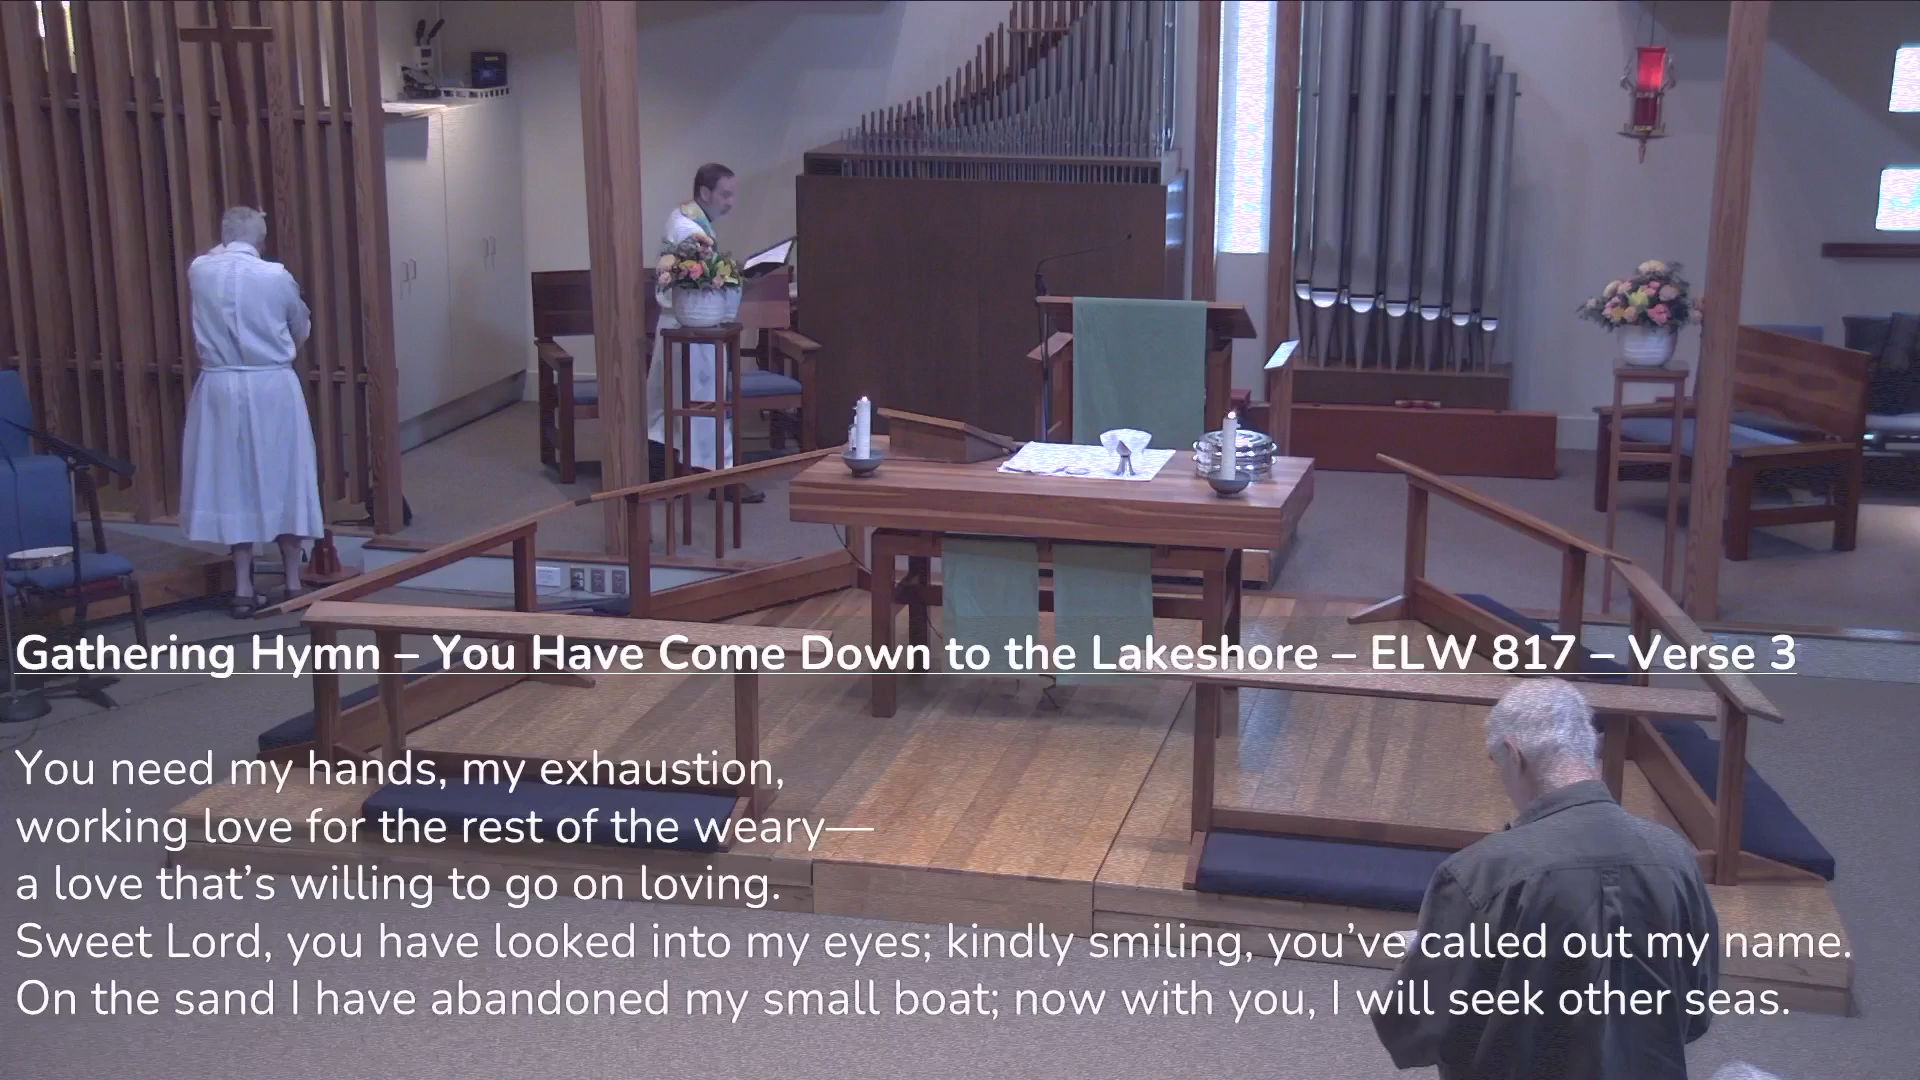 Gathering Hymn – You Have Come Down to the Lakeshore – ELW 817 – Verse 3
You need my hands, my exhaustion,
working love for the rest of the weary—
a love that’s willing to go on loving.
Sweet Lord, you have looked into my eyes; kindly smiling, you’ve called out my name.
On the sand I have abandoned my small boat; now with you, I will seek other seas.